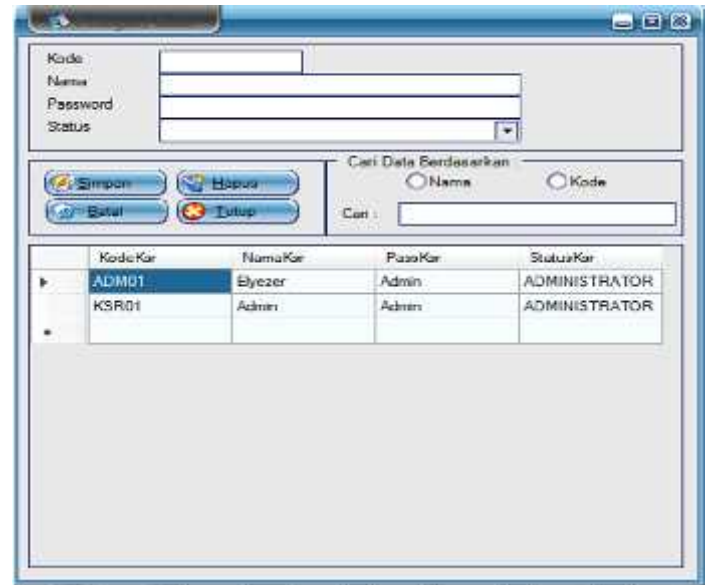 Kode
Nama
Password
Status
Simpan Hapus
Batal Tutup
Cari Data Berdasarkan
Nama Kode
Cari :
KodeKar NamaKar PassKar StatusKar
ADM01 Elyezer Admin ADMINISTRATOR
KSR01 Admin Admin ADMINISTRATOR